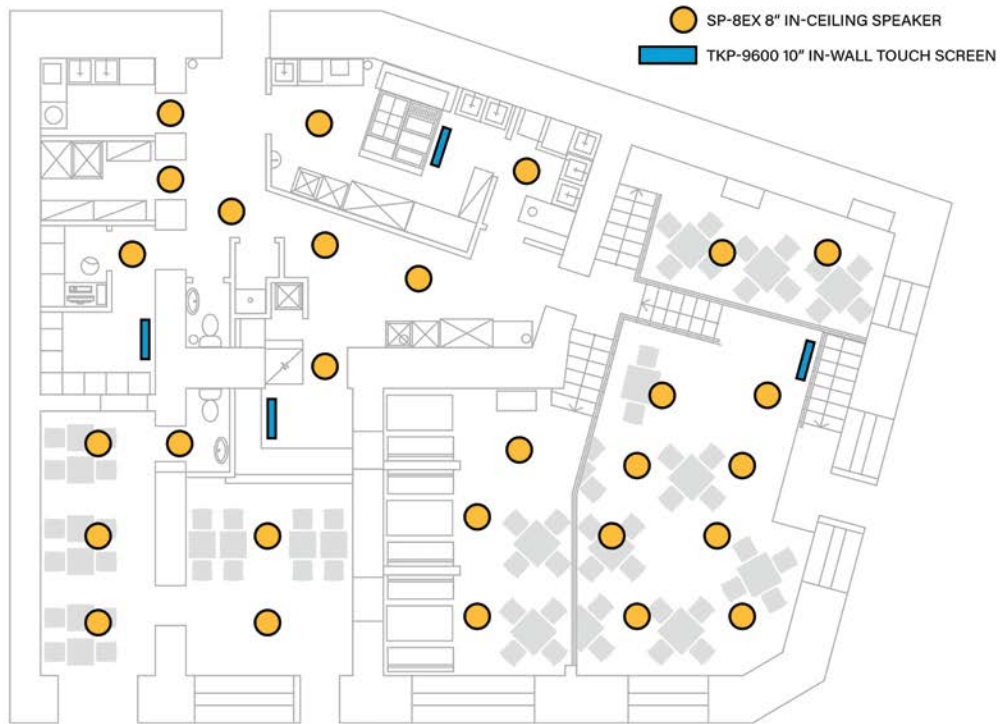 SP-8EX 8" IN-CEILING SPEAKER
TKP-9600 10" IN-WALL TOUCH SCREEN